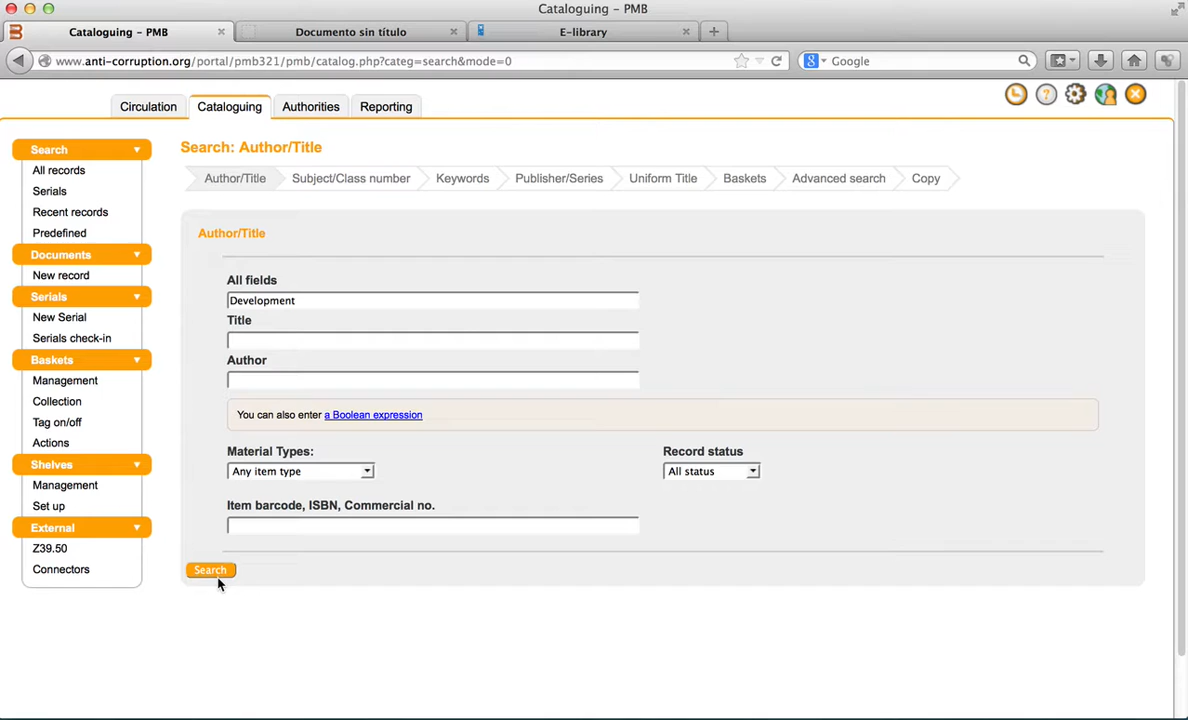 Cataloguing – PMB
Cataloguing – PMB
Documento sin título
E-library
www.anti-corruption.org/portal/pmb321/pmb/catalog.php?categ=search&mode=0
Google
Circulation
Cataloguing
Authorities
Reporting
Search
All records
Serials
Recent records
Predefined
Documents
New record
Serials
New Serial
Serials check-in
Baskets
Management
Collection
Tag on/off
Actions
Shelves
Management
Set up
External
Z39.50
Connectors
Search: Author/Title
Author/Title
Subject/Class number
Keywords
Publisher/Series
Uniform Title
Baskets
Advanced search
Copy
Author/Title
All fields
Development
Title
Author
You can also enter a Boolean expression
Material Types:
Any item type
Record status
All status
Item barcode, ISBN, Commercial no.
Search